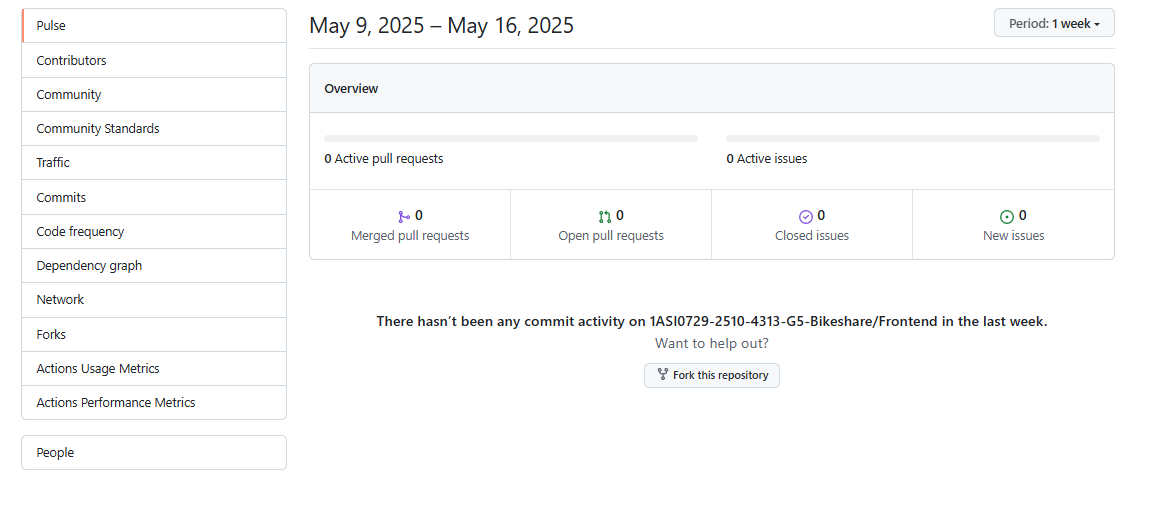 Pulse
Contributors
Community
Community Standards
Traffic
Commits
Code frequency
Dependency graph
Network
Forks
Actions Usage Metrics
Actions Performance Metrics
People
May 9, 2025 – May 16, 2025
Period: 1 week
Overview
0 Active pull requests
0 Active issues
0
Merged pull requests
0
Open pull requests
0
Closed issues
0
New issues
There hasn’t been any commit activity on 1ASI0729-2510-4313-G5-Bikeshare/Frontend in the last week.
Want to help out?
Fork this repository